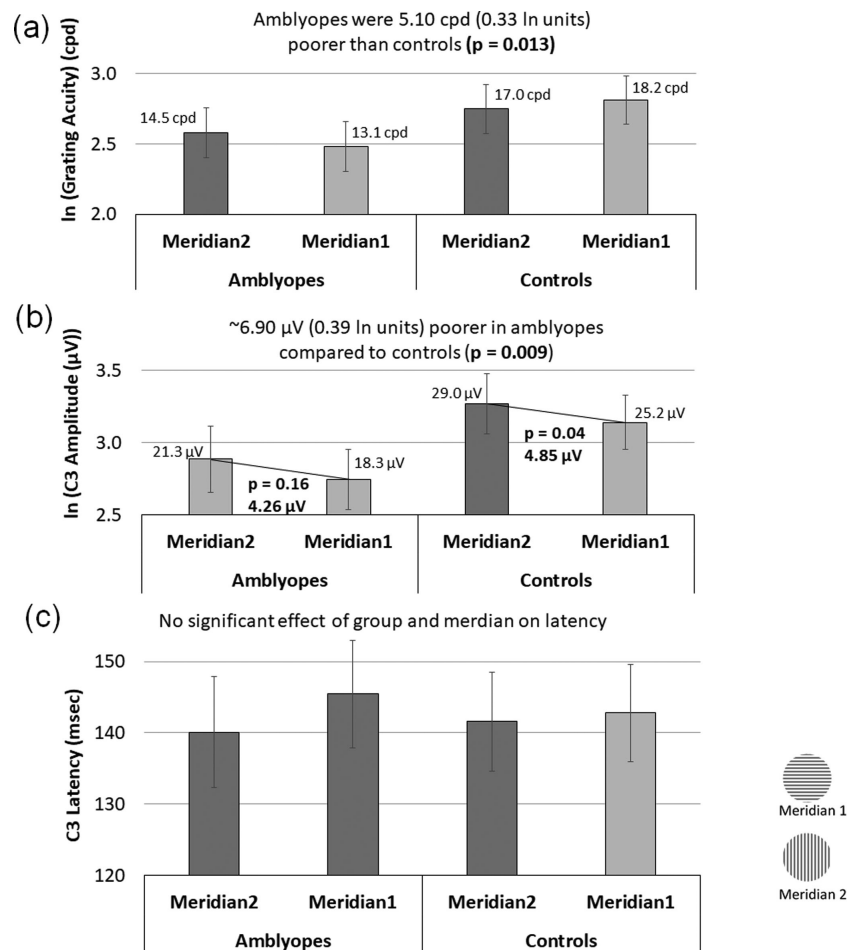 (a)
Amblyopes were 5.10 cpd (0.33 ln units)
poorer than controls (p = 0.013)
ln (Grating Acuity) (cpd)
3.0
2.5
2.0
14.5 cpd
13.1 cpd
17.0 cpd
18.2 cpd
Meridian2 Meridian1 Meridian2 Meridian1
Amblyopes Controls
(b)
~6.90 µV (0.39 ln units) poorer in amblyopes
compared to controls (p = 0.009)
ln (C3 Amplitude (µV))
3.5
3.0
2.5
21.3 µV
18.3 µV
29.0 µV
25.2 µV
p = 0.16
4.26 µV
p = 0.04
4.85 µV
Meridian2 Meridian1 Meridian2 Meridian1
Amblyopes Controls
(c)
No significant effect of group and merdian on latency
C3 Latency (msec)
150
140
130
120
Meridian2 Meridian1 Meridian2 Meridian1
Amblyopes Controls
Meridian 1
Meridian 2